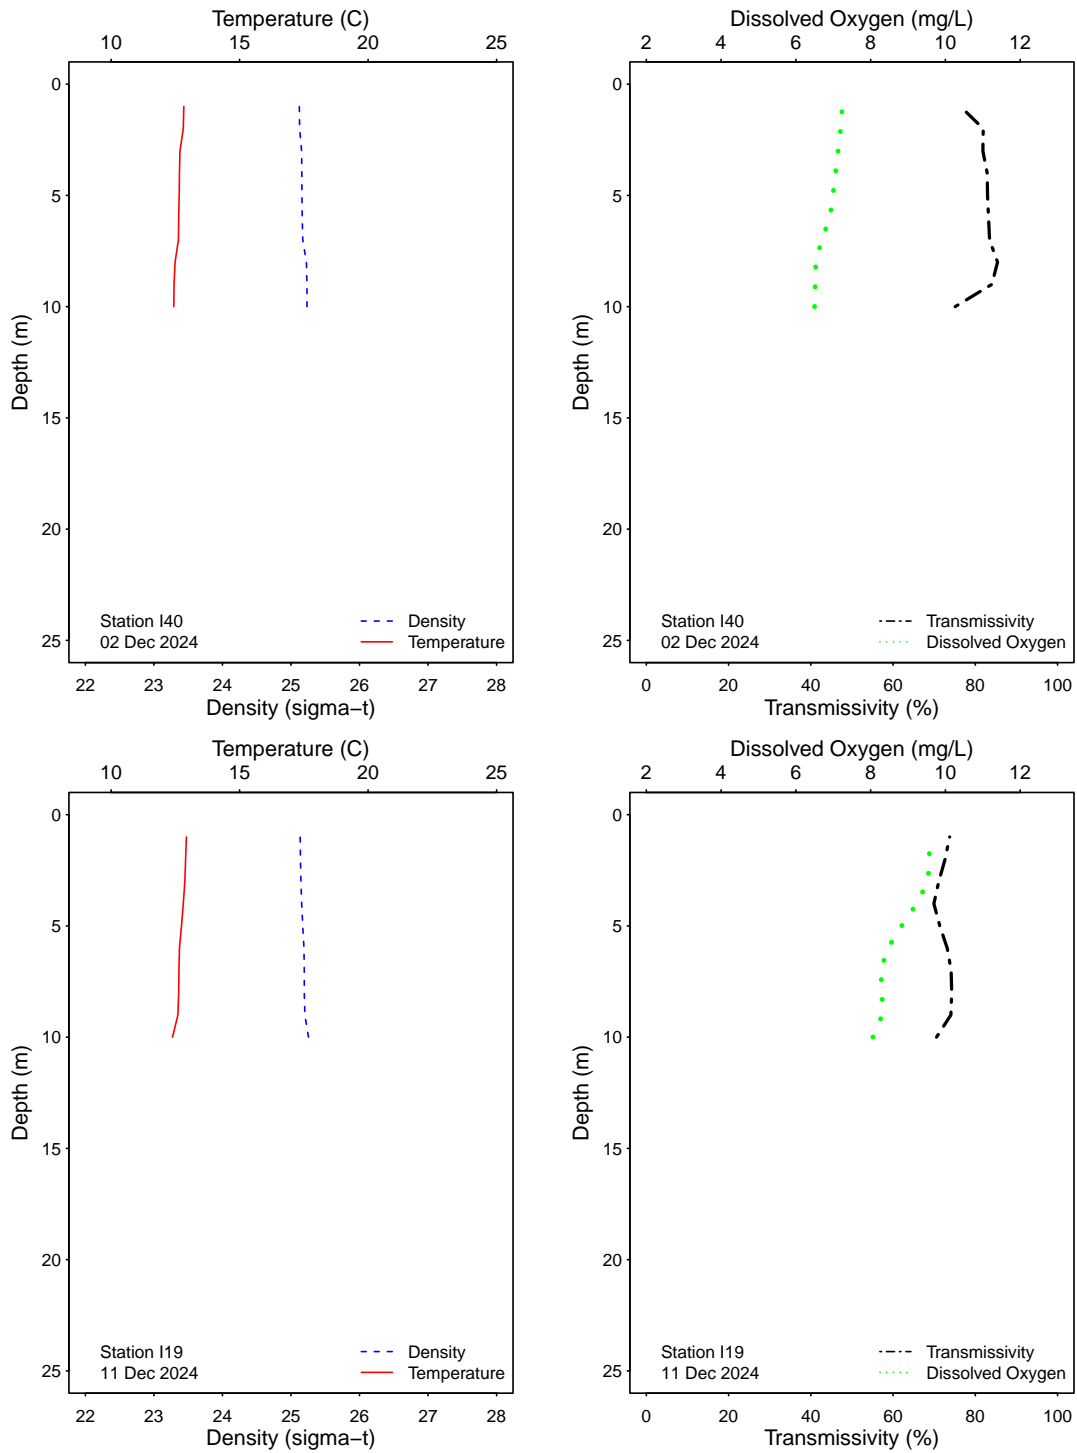 Temperature (C)
10 15 20 25
0
5
10
15
20
25
Depth (m)
Station I40
02 Dec 2024
Density
Temperature
22 23 24 25 26 27 28
Density (sigma−t)
Dissolved Oxygen (mg/L)
2 4 6 8 10 12
0
5
10
15
20
25
Depth (m)
Station I40
02 Dec 2024
Transmissivity
Dissolved Oxygen
0 20 40 60 80 100
Transmissivity (%)
Temperature (C)
10 15 20 25
0
5
10
15
20
25
Depth (m)
Station I19
11 Dec 2024
Density
Temperature
22 23 24 25 26 27 28
Density (sigma−t)
Dissolved Oxygen (mg/L)
2 4 6 8 10 12
0
5
10
15
20
25
Depth (m)
Station I19
11 Dec 2024
Transmissivity
Dissolved Oxygen
0 20 40 60 80 100
Transmissivity (%)